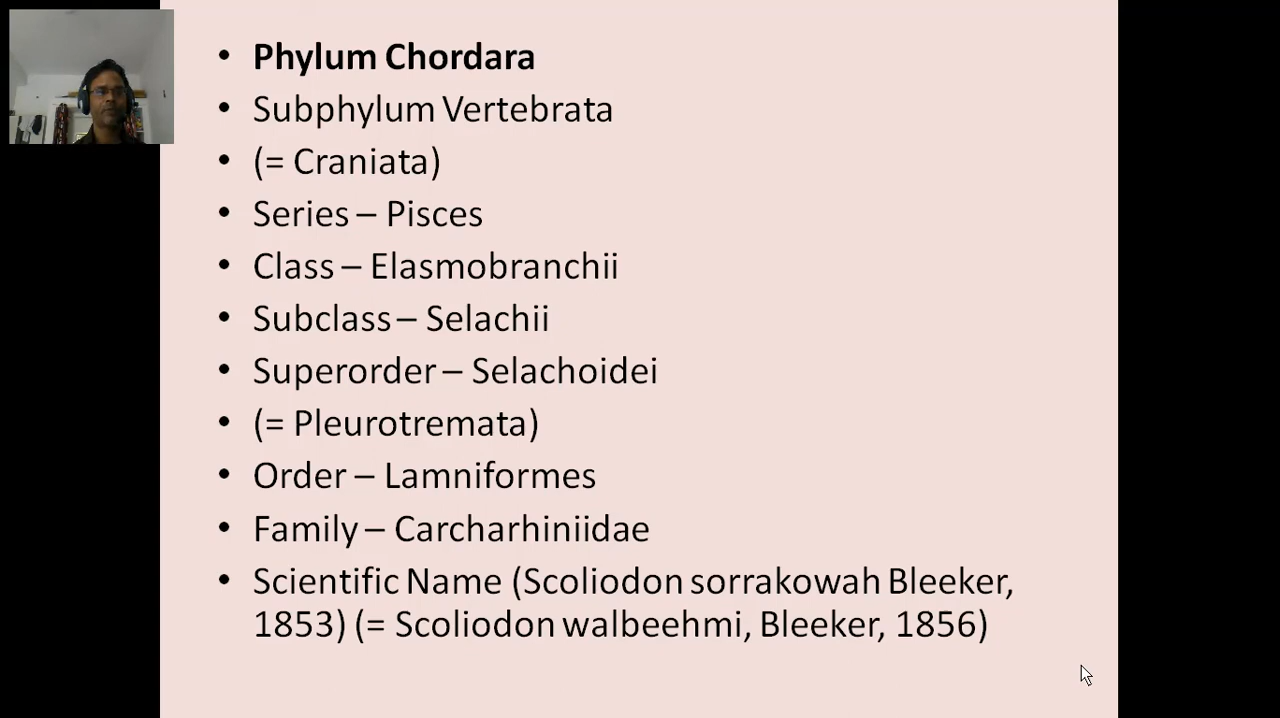 • Phylum Chordara
• Subphylum Vertebrata
• (= Craniata)
• Series – Pisces
• Class – Elasmobranchii
• Subclass – Selachii
• Superorder – Selachoidei
• (= Pleurotremata)
• Order – Lamniformes
• Family – Carcharhiniidae
• Scientific Name (Scoliodon sorrakowah Bleeker,
1853) (= Scoliodon walbeehmi, Bleeker, 1856)